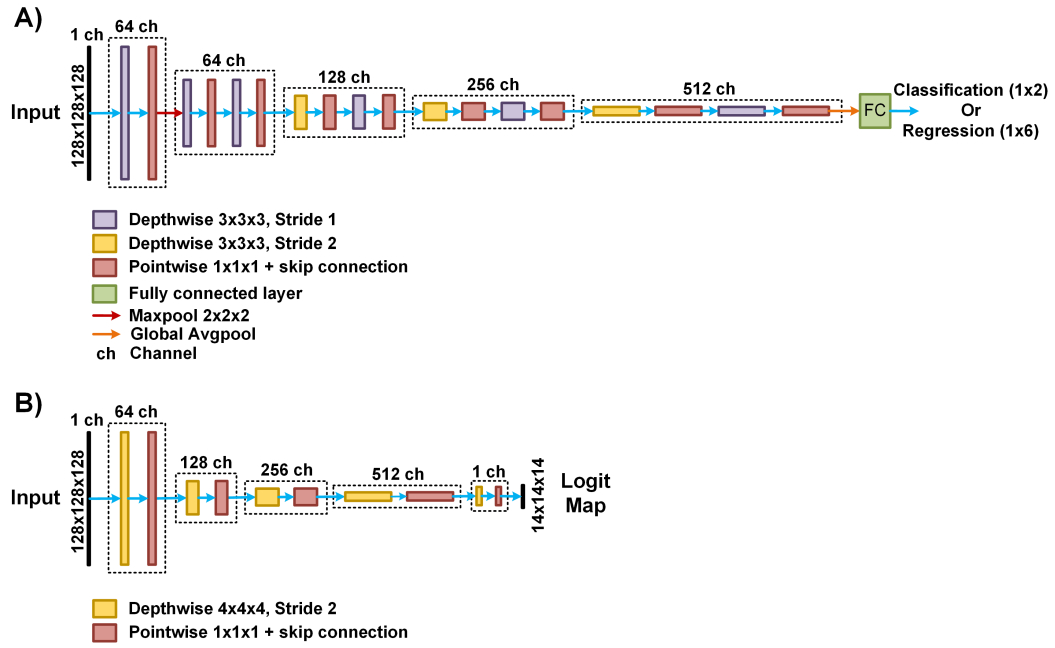 A)
1 ch
64 ch
64 ch
128 ch
256 ch
512 ch
Input
128x128x128
FC
Classification (1x2)
Or
Regression (1x6)
Depthwise 3x3x3, Stride 1
Depthwise 3x3x3, Stride 2
Pointwise 1x1x1 + skip connection
Fully connected layer
Maxpool 2x2x2
Global Avgpool
ch Channel
B)
1 ch
64 ch
128 ch
256 ch
512 ch
1 ch
Input
128x128x128
14x14x14
Logit
Map
Depthwise 4x4x4, Stride 2
Pointwise 1x1x1 + skip connection